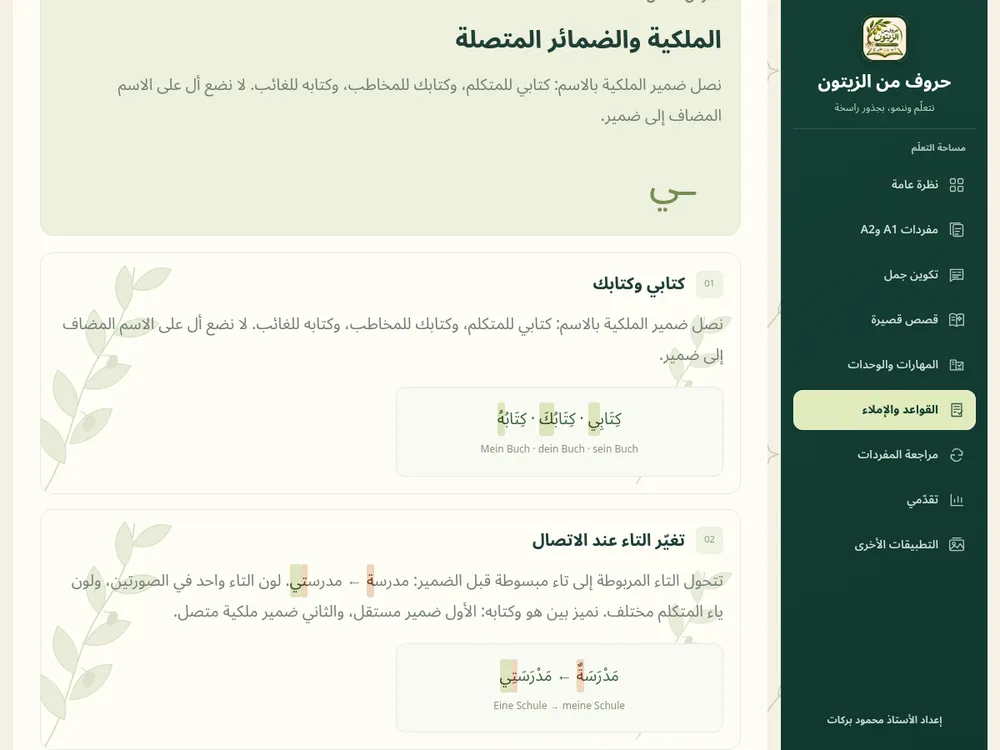 حروف من الزيتون
نتعلّم وننمو، بجذور راسخة
مساحة التعلّم
نظرة عامة
مفردات A1 وA2
تكوين جمل
قصص قصيرة
المهارات والوحدات
القواعد والإملاء
مراجعة المفردات
تقدّمي
التطبيقات الأخرى
إعداد الأستاذ محمود بركات
الملكية والضمائر المتصلة
نصل ضمير الملكية بالاسم: كتابي للمتكلم، وكتابك للمخاطب، وكتابه للغائب. لا نضع أل على الاسم
المضاف إلى ضمير.
ـي
01
كتابي وكتابك
نصل ضمير الملكية بالاسم: كتابي للمتكلم، وكتابك للمخاطب، وكتابه للغائب. لا نضع أل على الاسم المضاف
إلى ضمير.
كِتَابِي · كِتَابُكَ · كِتَابُهُ
Mein Buch · dein Buch · sein Buch
02
تغيّر التاء عند الاتصال
تتحول التاء المربوطة إلى تاء مبسوطة قبل الضمير: مدرسة ← مدرستي. لون التاء واحد في الصورتين، ولون
ياء المتكلم مختلف. نميز بين هو وكتابه: الأول ضمير مستقل، والثاني ضمير ملكية متصل.
مَدْرَسَةٌ ← مَدْرَسَتِي
Eine Schule → meine Schule